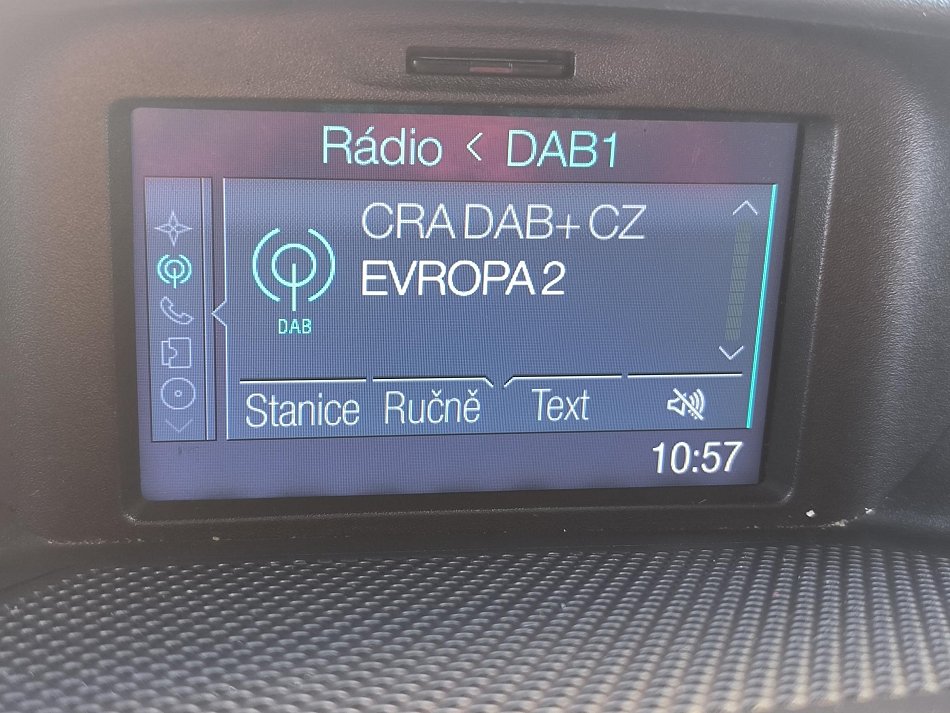 Rádio < DAB1
CRA DAB+ CZ
EVROPA 2
DAB
Stanice Ručně Text
10:57